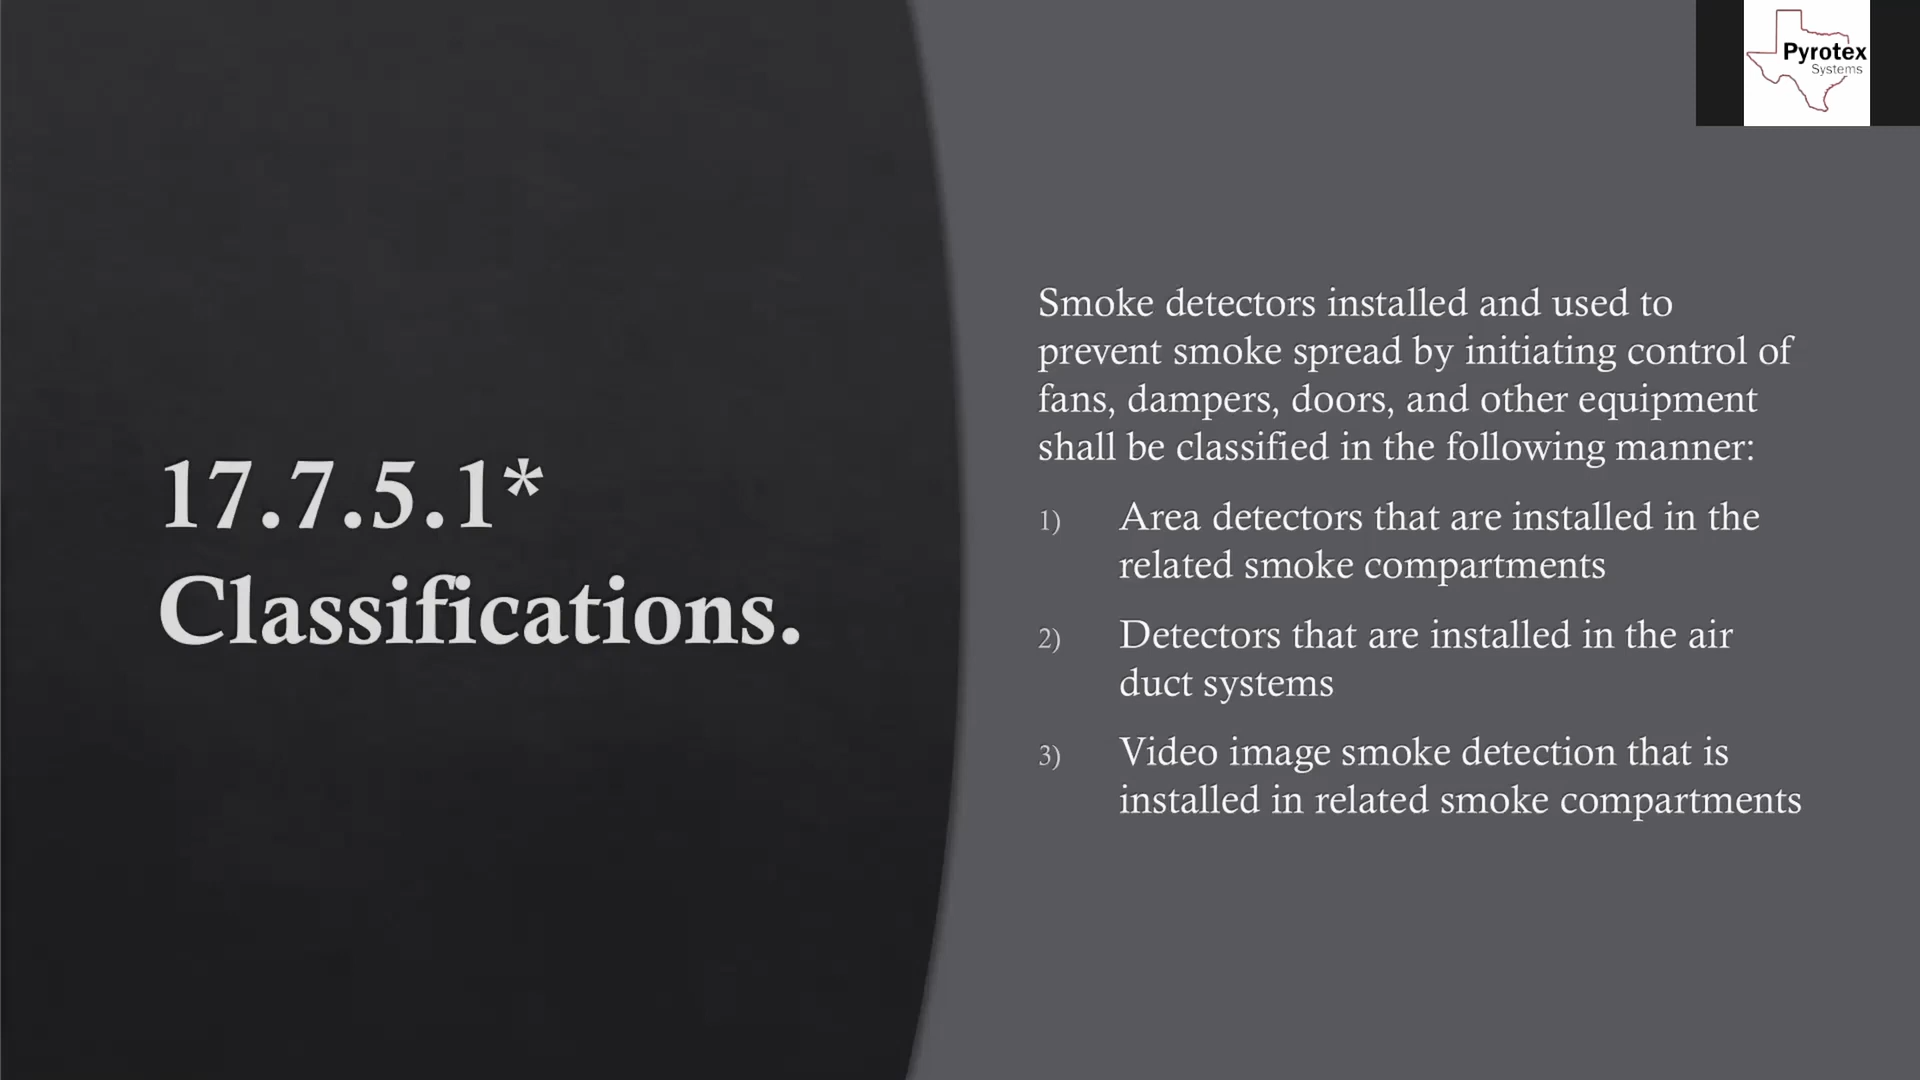 Pyrotex
Systems
17.7.5.1*
Classifications.
Smoke detectors installed and used to
prevent smoke spread by initiating control of
fans, dampers, doors, and other equipment
shall be classified in the following manner:
1) Area detectors that are installed in the
related smoke compartments
2) Detectors that are installed in the air
duct systems
3) Video image smoke detection that is
installed in related smoke compartments